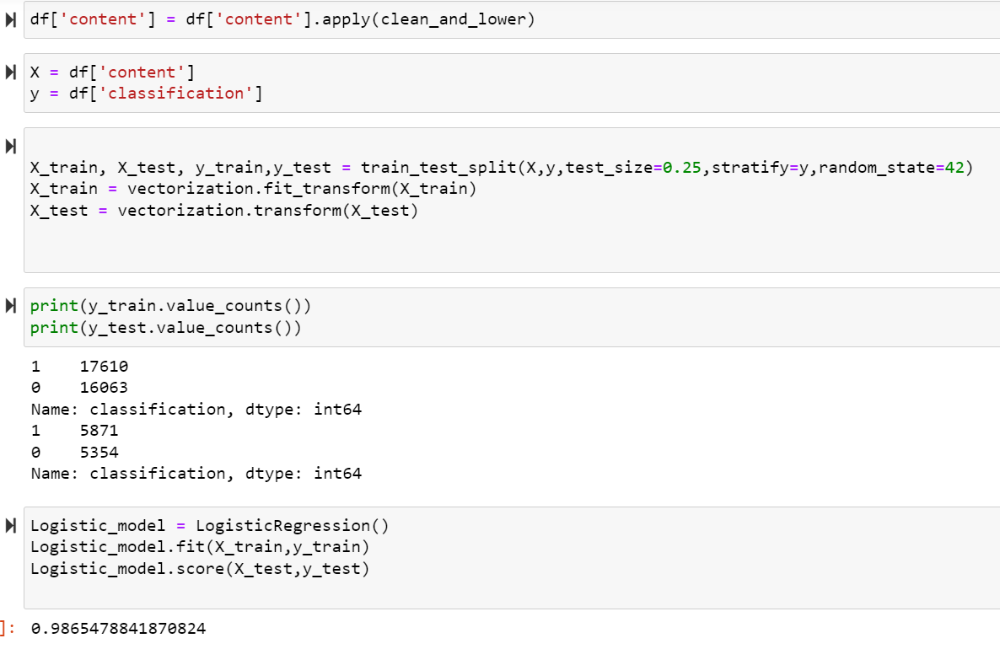 df['content'] = df['content'].apply(clean_and_lower)
X = df['content']
y = df['classification']
X_train, X_test, y_train,y_test = train_test_split(X,y,test_size=0.25,stratify=y,random_state=42)
X_train = vectorization.fit_transform(X_train)
X_test = vectorization.transform(X_test)
print(y_train.value_counts())
print(y_test.value_counts())
1    17610
0    16063
Name: classification, dtype: int64
1    5871
0    5354
Name: classification, dtype: int64
Logistic_model = LogisticRegression()
Logistic_model.fit(X_train,y_train)
Logistic_model.score(X_test,y_test)
]: 0.9865478841870824